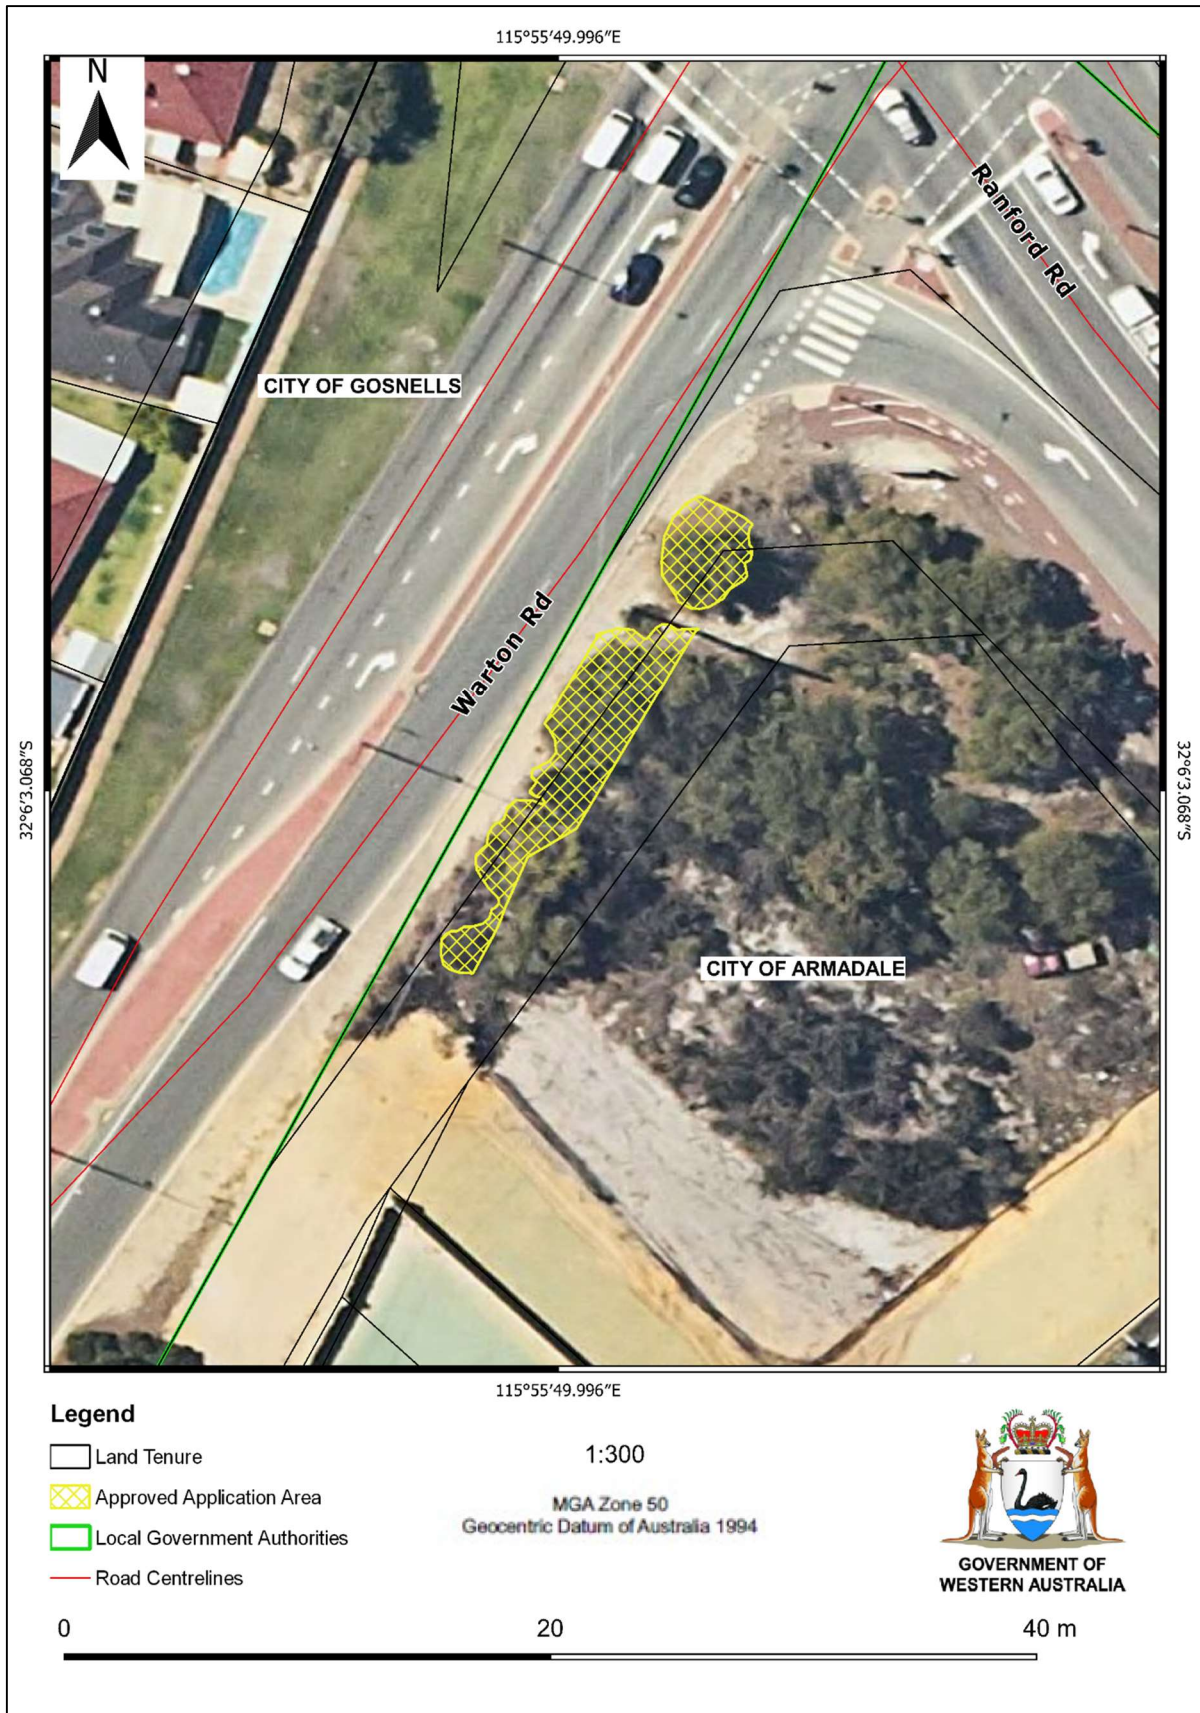 115°55'49.996"E
N
Ranford Rd
CITY OF GOSNELLS
Warton Rd
32°6'3.068"S
32°6'3.068"S
CITY OF ARMADALE
115°55'49.996"E
Legend
Land Tenure
Approved Application Area
Local Government Authorities
Road Centrelines
1:300
MGA Zone 50
Geocentric Datum of Australia 1994
GOVERNMENT OF
WESTERN AUSTRALIA
0 20 40 m